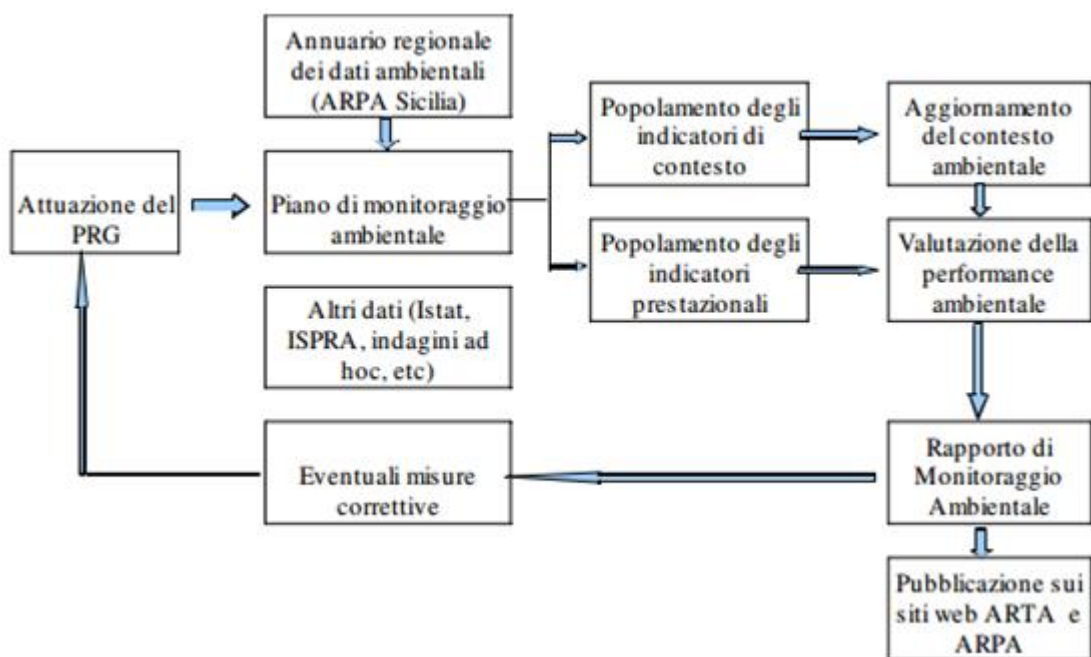 Annuario regionale
dei dati ambientali
(ARPA Sicilia)
Popolamento degli
indicatori di
contesto
Aggiornamento
del contesto
ambientale
Attuazione del
PRG
Piano di monitoraggio
ambientale
Popolamento degli
indicatori
prestazionali
Valutazione della
performance
ambientale
Altri dati (Istat,
ISPRA, indagini ad
hoc, etc)
Eventuali misure
correttive
Rapporto di
Monitoraggio
Ambientale
Pubblicazione sui
siti web ARTA e
ARPA